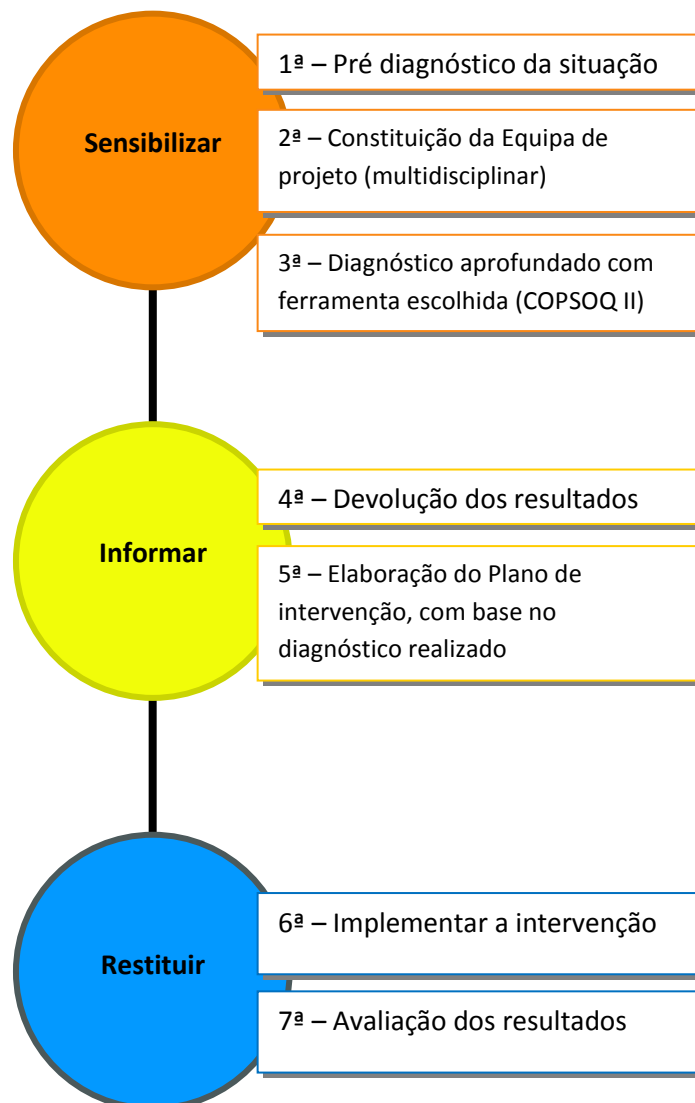 Sensibilizar
1ª – Pré diagnóstico da situação
2ª – Constituição da Equipa de
projeto (multidisciplinar)
3ª – Diagnóstico aprofundado com
ferramenta escolhida (COPSOQ II)
Informar
4ª – Devolução dos resultados
5ª – Elaboração do Plano de
intervenção, com base no
diagnóstico realizado
Restituir
6ª – Implementar a intervenção
7ª – Avaliação dos resultados